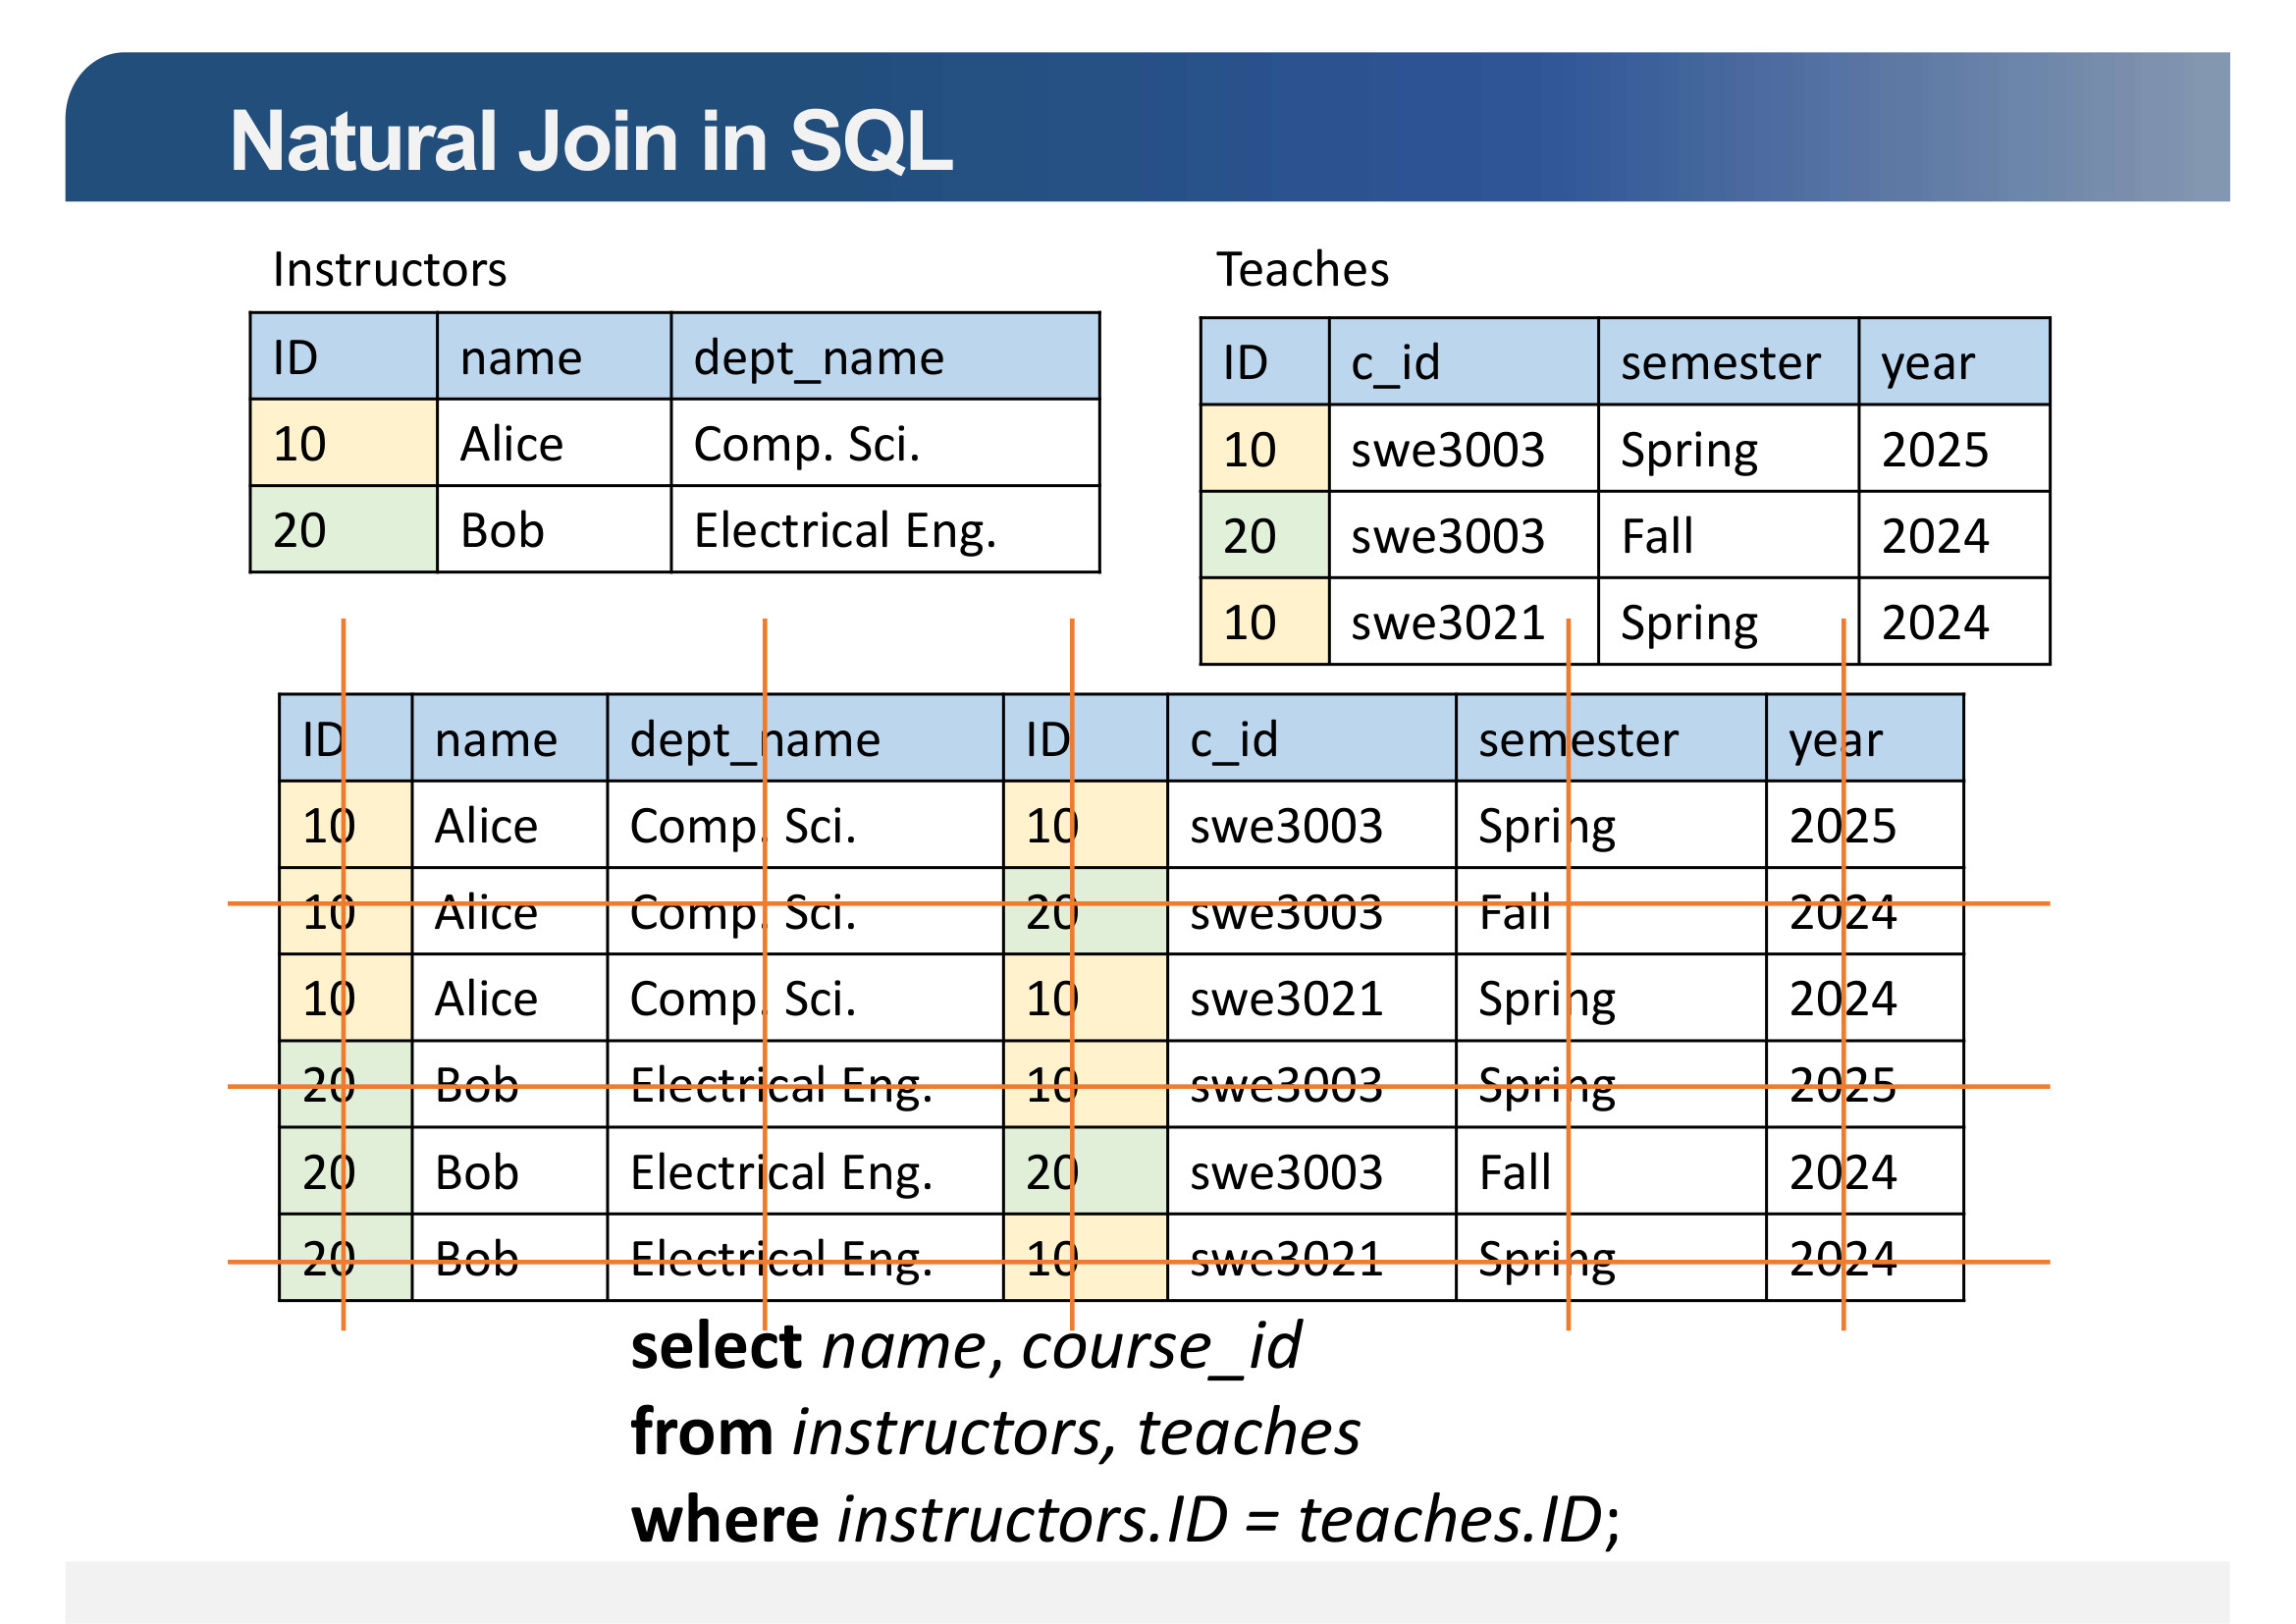 Natural Join in SQL
Instructors
ID name dept_name
10 Alice Comp. Sci.
20 Bob Electrical Eng.
Teaches
ID c_id semester year
10 swe3003 Spring 2025
20 swe3003 Fall 2024
10 swe3021 Spring 2024
ID name dept_name ID c_id semester year
10 Alice Comp. Sci. 10 swe3003 Spring 2025
10 Alice Comp. Sci. 20 swe3003 Fall 2024
10 Alice Comp. Sci. 10 swe3021 Spring 2024
20 Bob Electrical Eng. 10 swe3003 Spring 2025
20 Bob Electrical Eng. 20 swe3003 Fall 2024
20 Bob Electrical Eng. 10 swe3021 Spring 2024
select name, course_id
from instructors, teaches
where instructors.ID = teaches.ID;